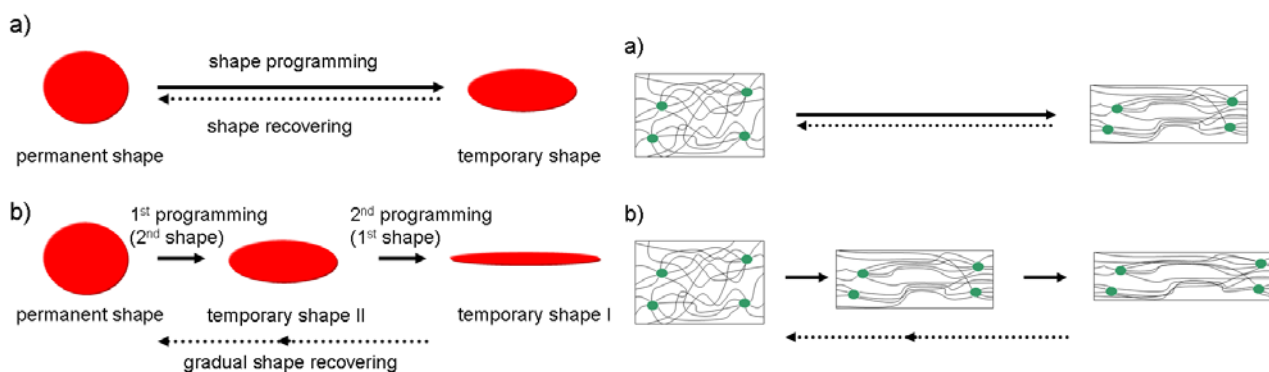 a)
shape programming
shape recovering
permanent shape
temporary shape
b)
1st programming
(2nd shape)
2nd programming
(1st shape)
permanent shape
temporary shape II
temporary shape I
gradual shape recovering
a)
b)